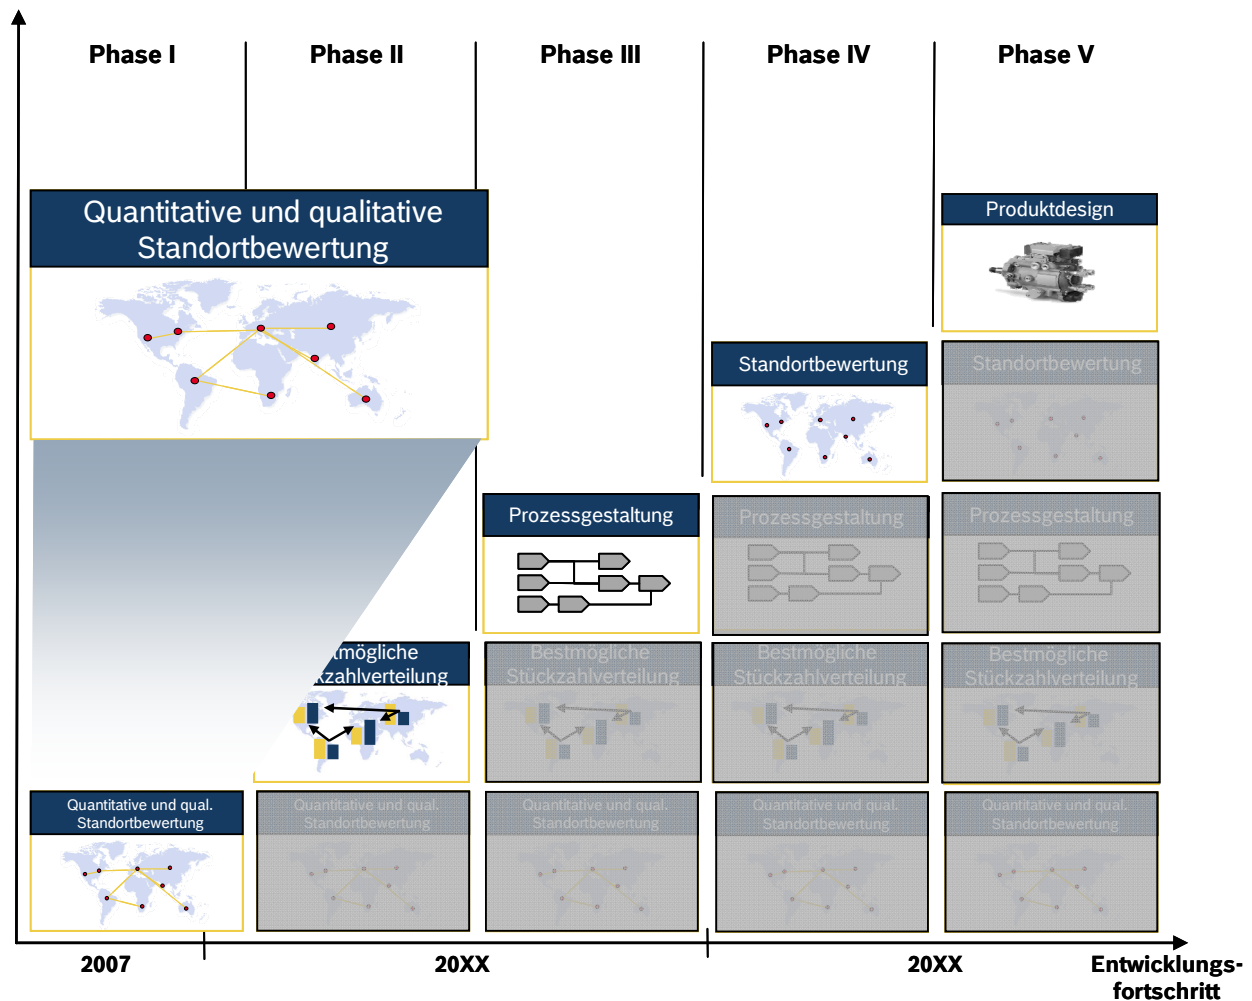 Phase I
Phase II
Phase III
Phase IV
Phase V
Quantitative und qualitative
Standortbewertung
Produktdesign
Standortbewertung
Standortbewertung
Prozessgestaltung
Prozessgestaltung
Prozessgestaltung
tmögliche
kzahlverteilung
Bestmögliche
Stückzahlverteilung
Bestmögliche
Stückzahlverteilung
Bestmögliche
Stückzahlverteilung
Quantitative und qual.
Standortbewertung
Quantitative und qual.
Standortbewertung
Quantitative und qual.
Standortbewertung
Quantitative und qual.
Standortbewertung
Quantitative und qual.
Standortbewertung
2007
20XX
20XX
Entwicklungs-
fortschritt